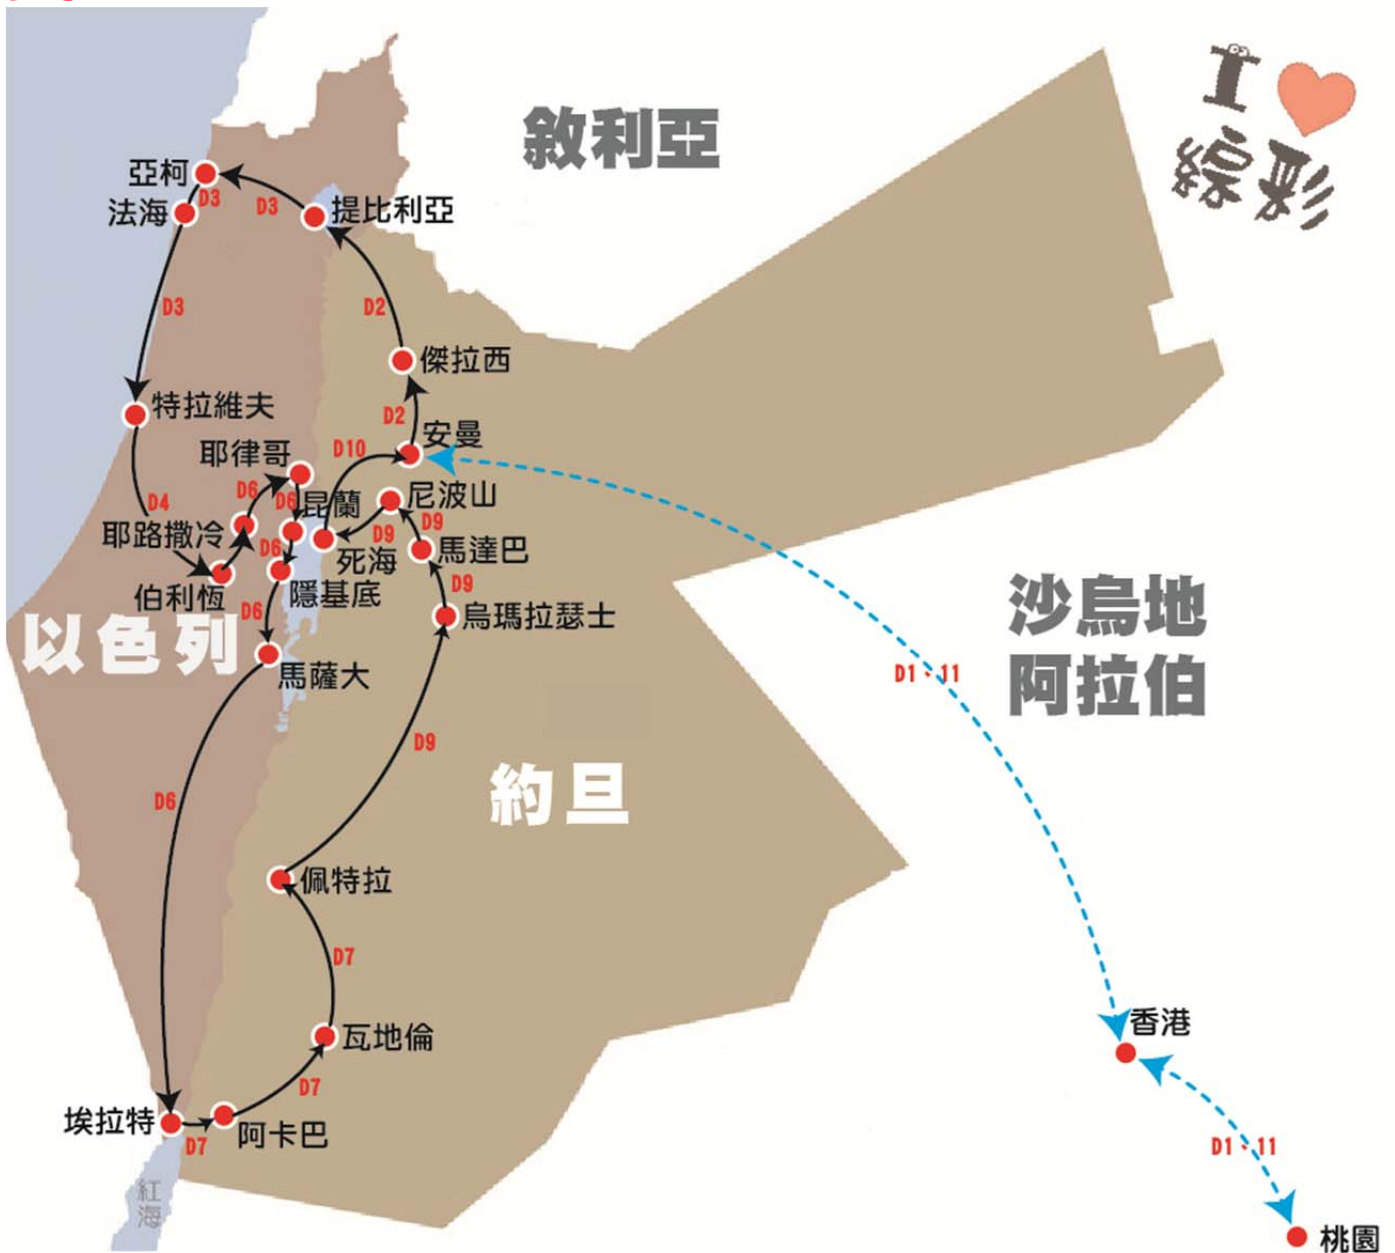 I ♥
綵彩
敘利亞
亞柯
D3
D3
法海
提比利亞
D3
D2
傑拉西
特拉維夫
D2
安曼
D10
耶律哥
D6
D6
昆蘭
尼波山
D4
耶路撒冷
D9
D9
D6
死海
馬達巴
伯利恆
隱基底
D9
D6
烏瑪拉瑟士
以色列
馬薩大
沙烏地
阿拉伯
D1、11
D9
約旦
D6
佩特拉
D7
瓦地倫
香港
D7
埃拉特
D7
阿卡巴
D1、11
紅海
桃園